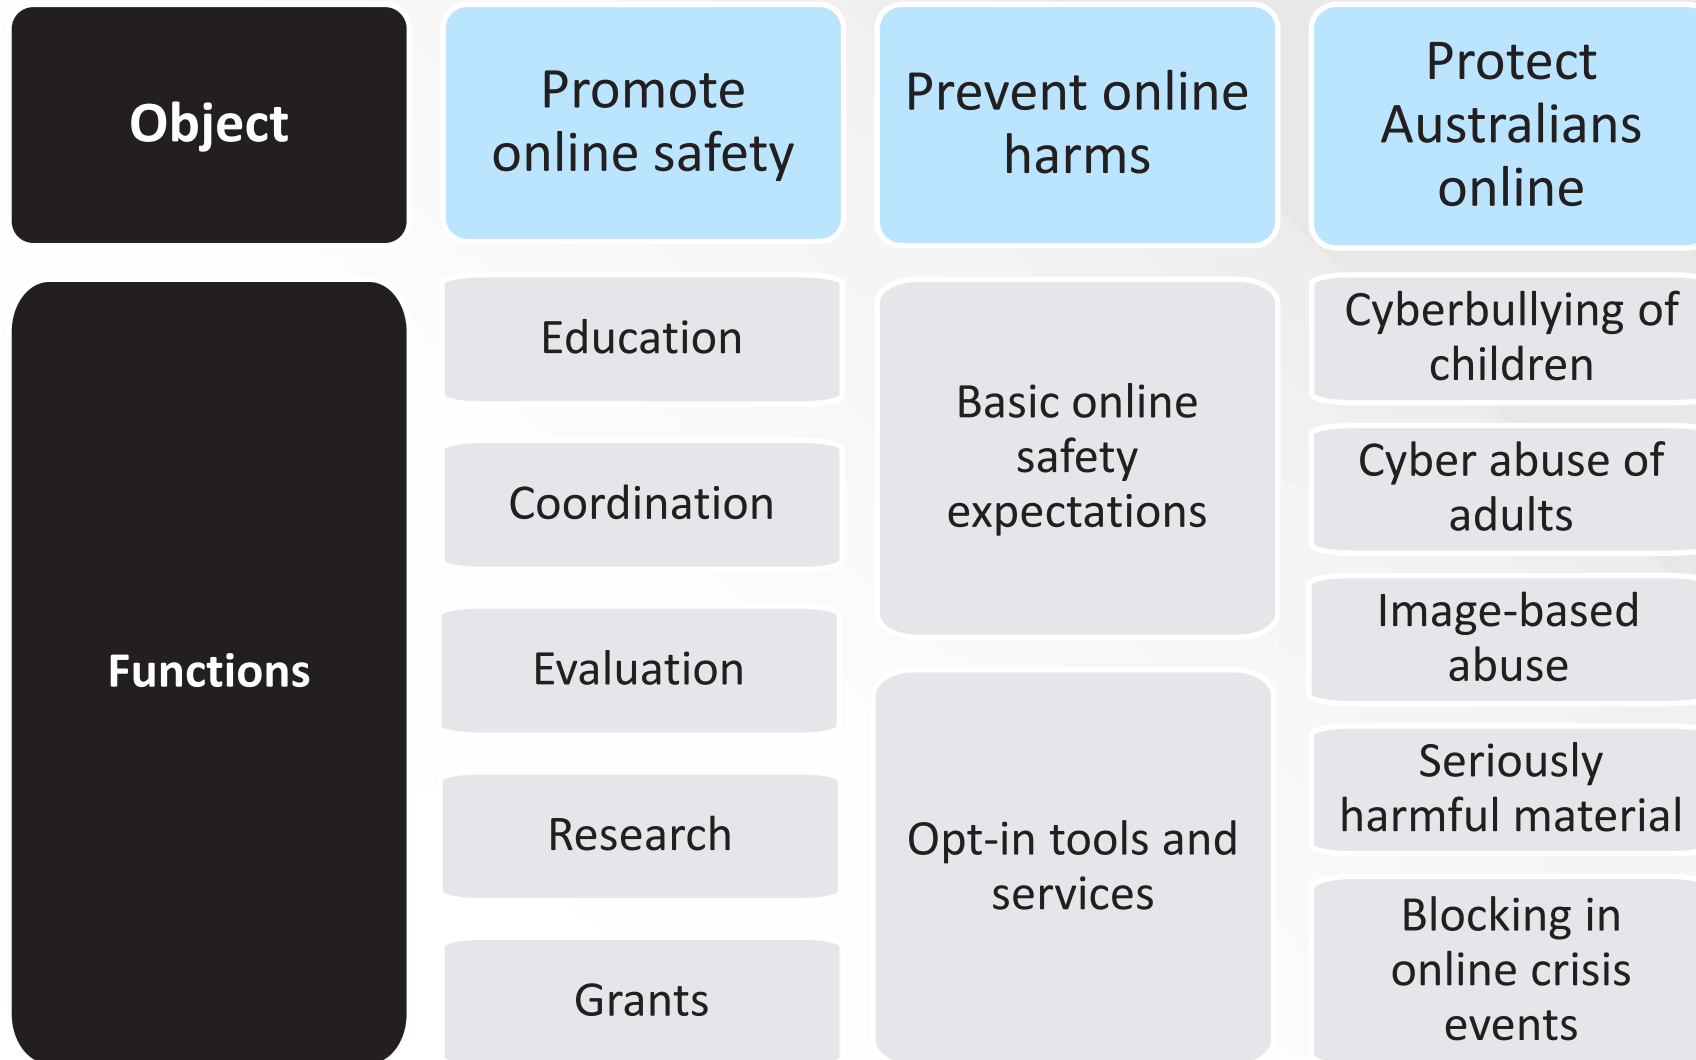 Object
Promote
online safety
Prevent online
harms
Protect
Australians
online
Functions
Education
Coordination
Evaluation
Research
Grants
Basic online
safety
expectations
Opt-in tools and
services
Cyberbullying of
children
Cyber abuse of
adults
Image-based
abuse
Seriously
harmful material
Blocking in
online crisis
events